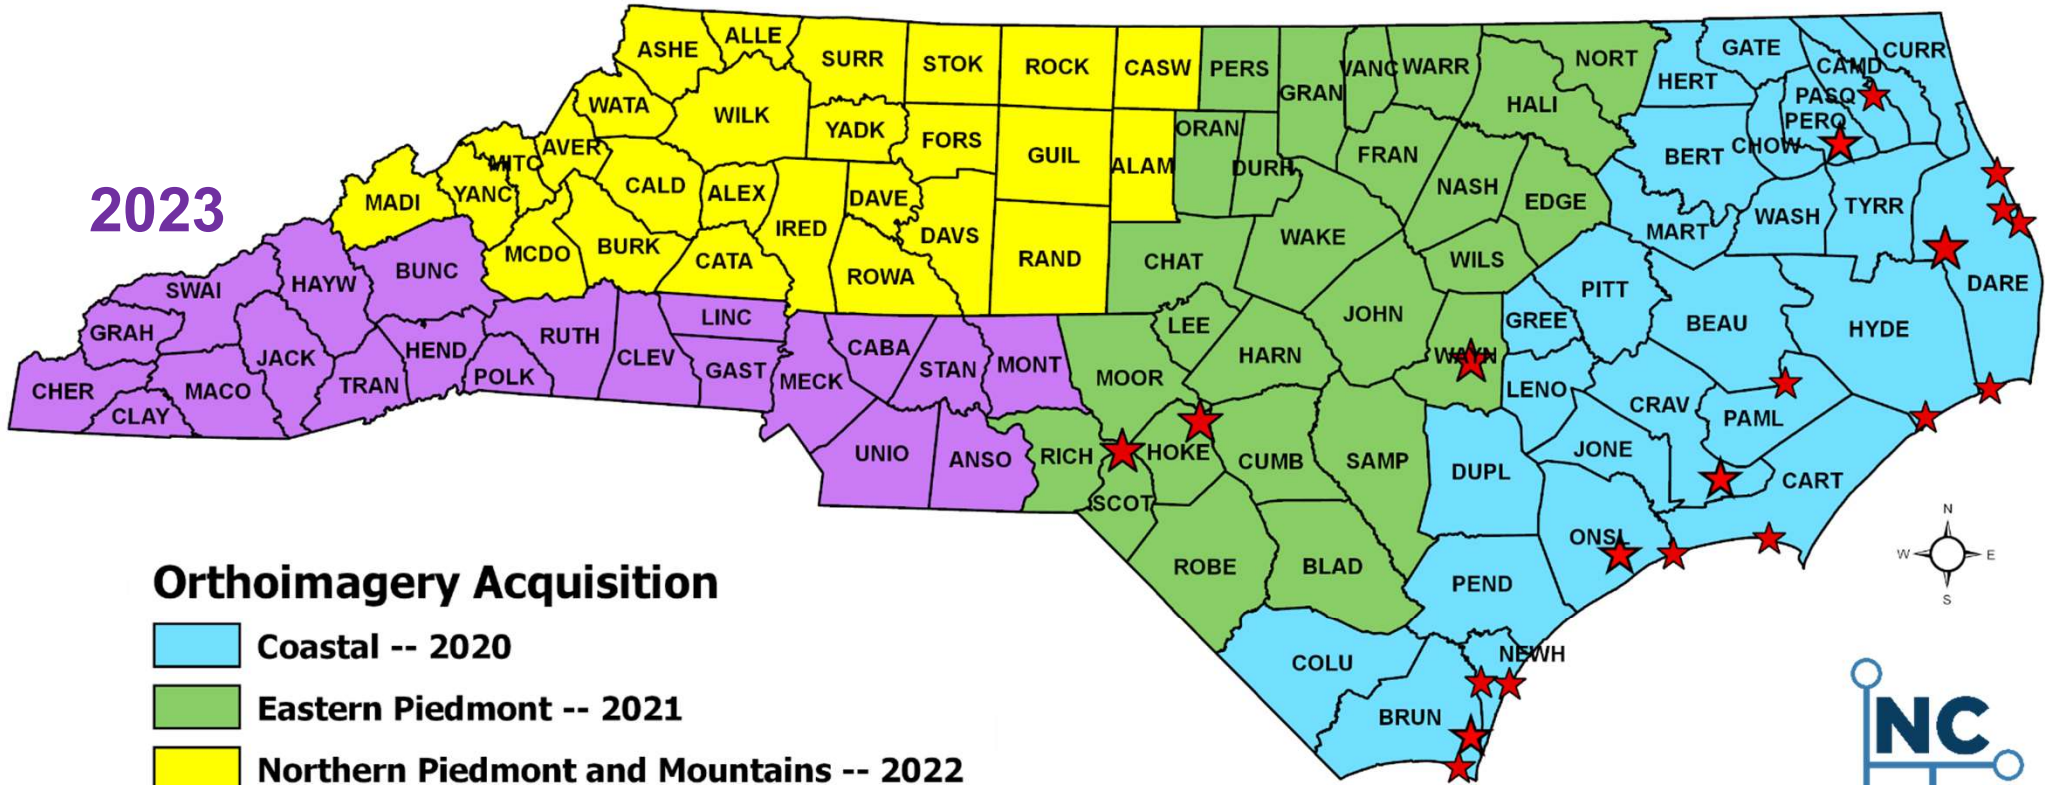 ASHE
ALLE
SURR
STOK
ROCK
CASW
PERS
GRAN
VANC
WARR
HALI
NORT
HERT
GATE
CAMD
CURR
PASQ
PERQ
CHOW
BERT
WATA
WILK
YADK
FORS
GUIL
ALAM
ORAN
DURH
FRAN
NASH
EDGE
MART
WASH
TYRR
DARE
MADI
YANC
MITC
AVER
CALD
ALEX
IRED
DAVE
DAVS
RAND
CHAT
WAKE
WILS
PITT
BEAU
HYDE
2023
SWAI
HAYW
BUNC
MCDO
BURK
CATA
ROWA
LEE
JOHN
WAYN
GREE
GRAH
JACK
HEND
RUTH
LINC
CLEV
GAST
MECK
CABA
STAN
MONT
MOOR
HARN
LENO
CRAV
PAML
CHER
CLAY
MACO
TRAN
POLK
UNIO
ANSO
RICH
HOKE
SCOT
CUMB
SAMP
DUPL
JONE
CART
ONSL
ROBE
BLAD
PEND
COLU
BRUN
NEWH
N
W
E
S
Orthoimagery Acquisition
Coastal -- 2020
Eastern Piedmont -- 2021
Northern Piedmont and Mountains -- 2022
NC